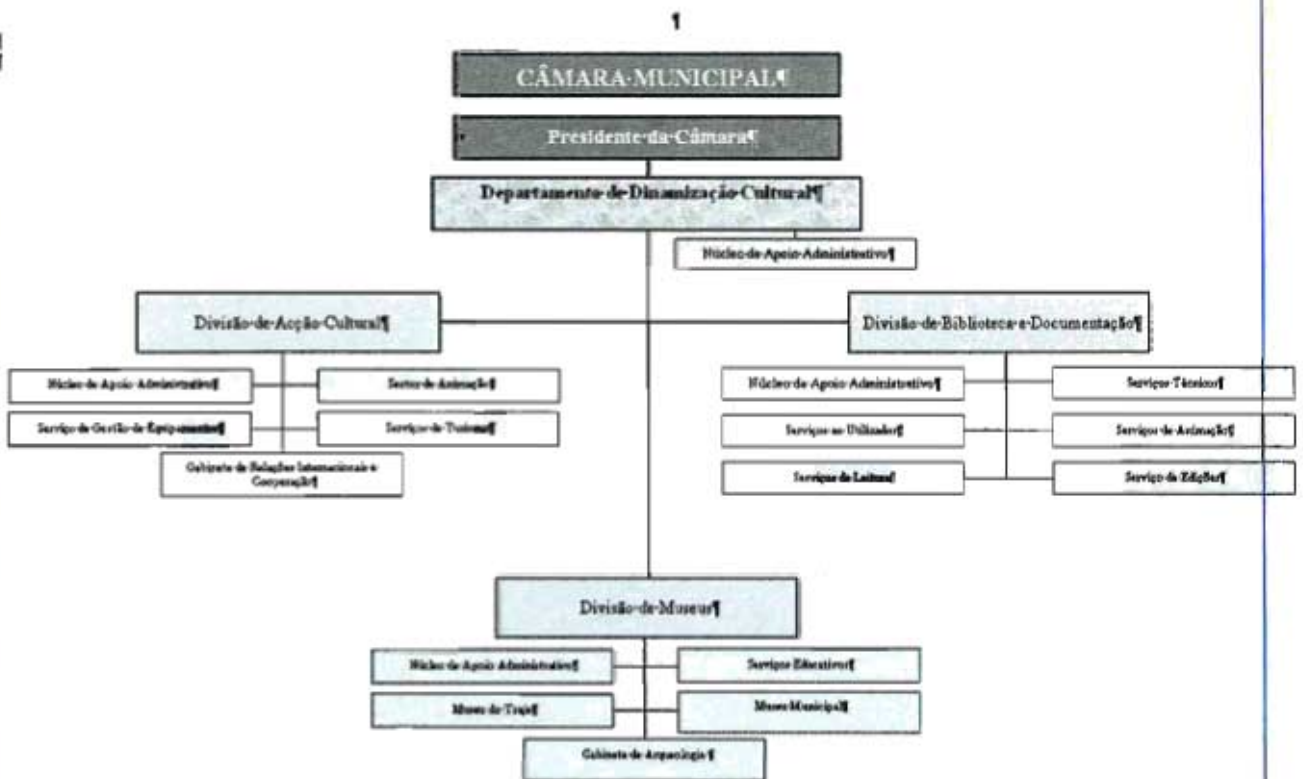 ¶
CÂMARA·MUNICIPAL¶
Presidente·da·Câmara¶
Departamento·de·Dinamização·Cultural¶
Núcleo·de·Apoio·Administrativo¶
Divisão·de·Acção·Cultural¶
Divisão·de·Biblioteca·e·Documentação¶
Núcleo·de·Apoio·Administrativo¶
Sector·de·Animação¶
Serviço·de·Gestão·de·Equipamentos¶
Serviços·de·Turismo¶
Gabinete·de·Relações·Internacionais·e·
Cooperação¶
Núcleo·de·Apoio·Administrativo¶
Serviços·Técnicos¶
Serviços·ao·Utilizador¶
Serviços·de·Animação¶
Serviços·de·Leitura¶
Serviço·de·Edições¶
Divisão·de·Museus¶
Núcleo·de·Apoio·Administrativo¶
Serviços·Educativos¶
Museu·do·Traje¶
Museu·Municipal¶
Gabinete·de·Arqueologia·¶